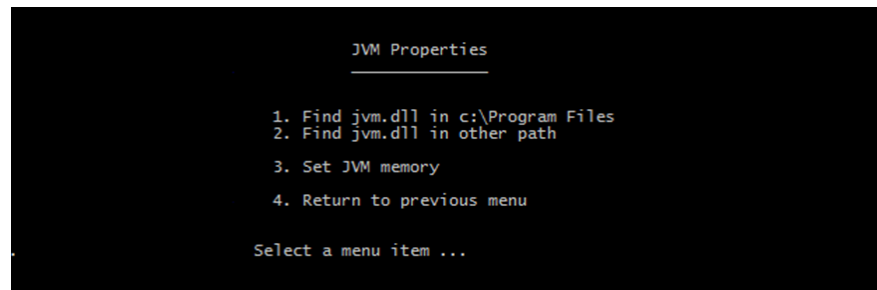 JVM Properties
1. Find jvm.dll in c:\Program Files
2. Find jvm.dll in other path
3. Set JVM memory
4. Return to previous menu
Select a menu item ...